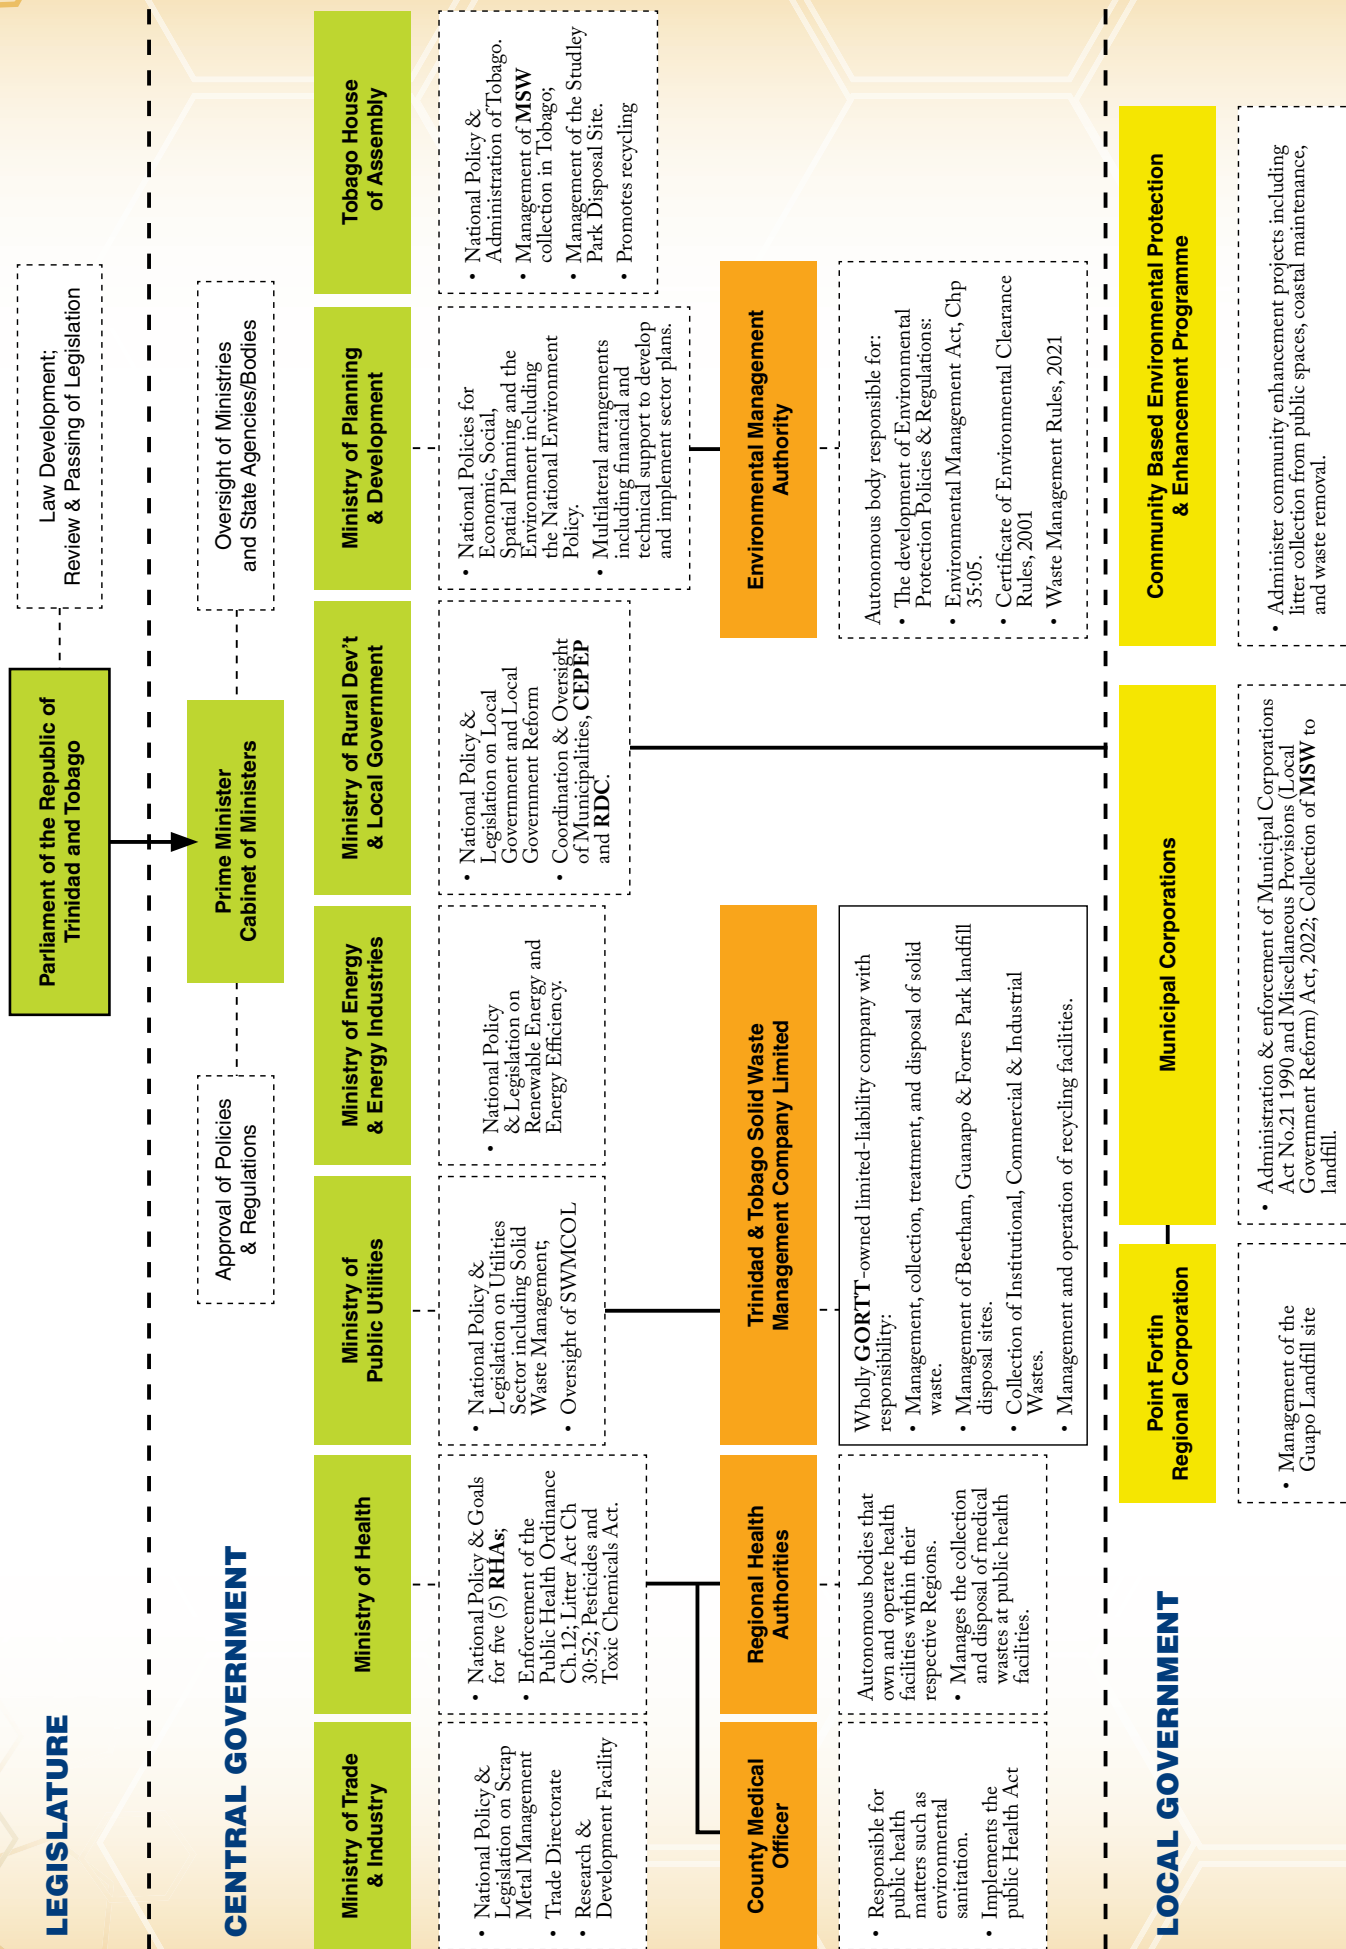 LEGISLATURE
Parliament of the Republic of
Trinidad and Tobago
Law Development;
Review & Passing of Legislation
CENTRAL GOVERNMENT
Approval of Policies
& Regulations
Prime Minister
Cabinet of Ministers
Oversight of Ministries
and State Agencies/Bodies
Ministry of Trade
& Industry
• National Policy &
Legislation on Scrap
Metal Management
• Trade Directorate
• Research &
Development Facility
Ministry of Health
• National Policy & Goals
for five (5) RHAs;
• Enforcement of the
Public Health Ordinance
Ch.12; Litter Act Ch
30:52; Pesticides and
Toxic Chemicals Act.
Ministry of
Public Utilities
• National Policy &
Legislation on Utilities
Sector including Solid
Waste Management;
• Oversight of SWMCOL
Ministry of Energy
& Energy Industries
• National Policy
& Legislation on
Renewable Energy and
Energy Efficiency.
Ministry of Rural Dev't
& Local Government
• National Policy &
Legislation on Local
Government and Local
Government Reform
• Coordination & Oversight
of Municipalities, CEPEP
and RDC.
Ministry of Planning
& Development
• National Policies for
Economic, Social,
Spatial Planning and the
Environment including
the National Environment
Policy.
• Multilateral arrangements
including financial and
technical support to develop
and implement sector plans.
Tobago House
of Assembly
• National Policy &
Administration of Tobago.
• Management of MSW
collection in Tobago;
• Management of the Studley
Park Disposal Site.
• Promotes recycling
County Medical
Officer
• Responsible for
public health
matters such as
environmental
sanitation.
• Implements the
public Health Act
Regional Health
Authorities
Autonomous bodies that
own and operate health
facilities within their
respective Regions.
• Manages the collection
and disposal of medical
wastes at public health
facilities.
Trinidad & Tobago Solid Waste
Management Company Limited
Wholly GORTT-owned limited-liability company with
responsibility:
• Management, collection, treatment, and disposal of solid
waste.
• Management of Beetham, Guanapo & Forres Park landfill
disposal sites.
• Collection of Institutional, Commercial & Industrial
Wastes.
• Management and operation of recycling facilities.
Environmental Management
Authority
Autonomous body responsible for:
• The development of Environmental
Protection Policies & Regulations:
• Environmental Management Act, Chp
35:05.
• Certificate of Environmental Clearance
Rules, 2001
• Waste Management Rules, 2021
LOCAL GOVERNMENT
Point Fortin
Regional Corporation
• Management of the
Guapo Landfill site
Municipal Corporations
• Administration & enforcement of Municipal Corporations
Act No.21 1990 and Miscellaneous Provisions (Local
Government Reform) Act, 2022; Collection of MSW to
landfill.
Community Based Environmental Protection
& Enhancement Programme
• Administer community enhancement projects including
litter collection from public spaces, coastal maintenance,
and waste removal.